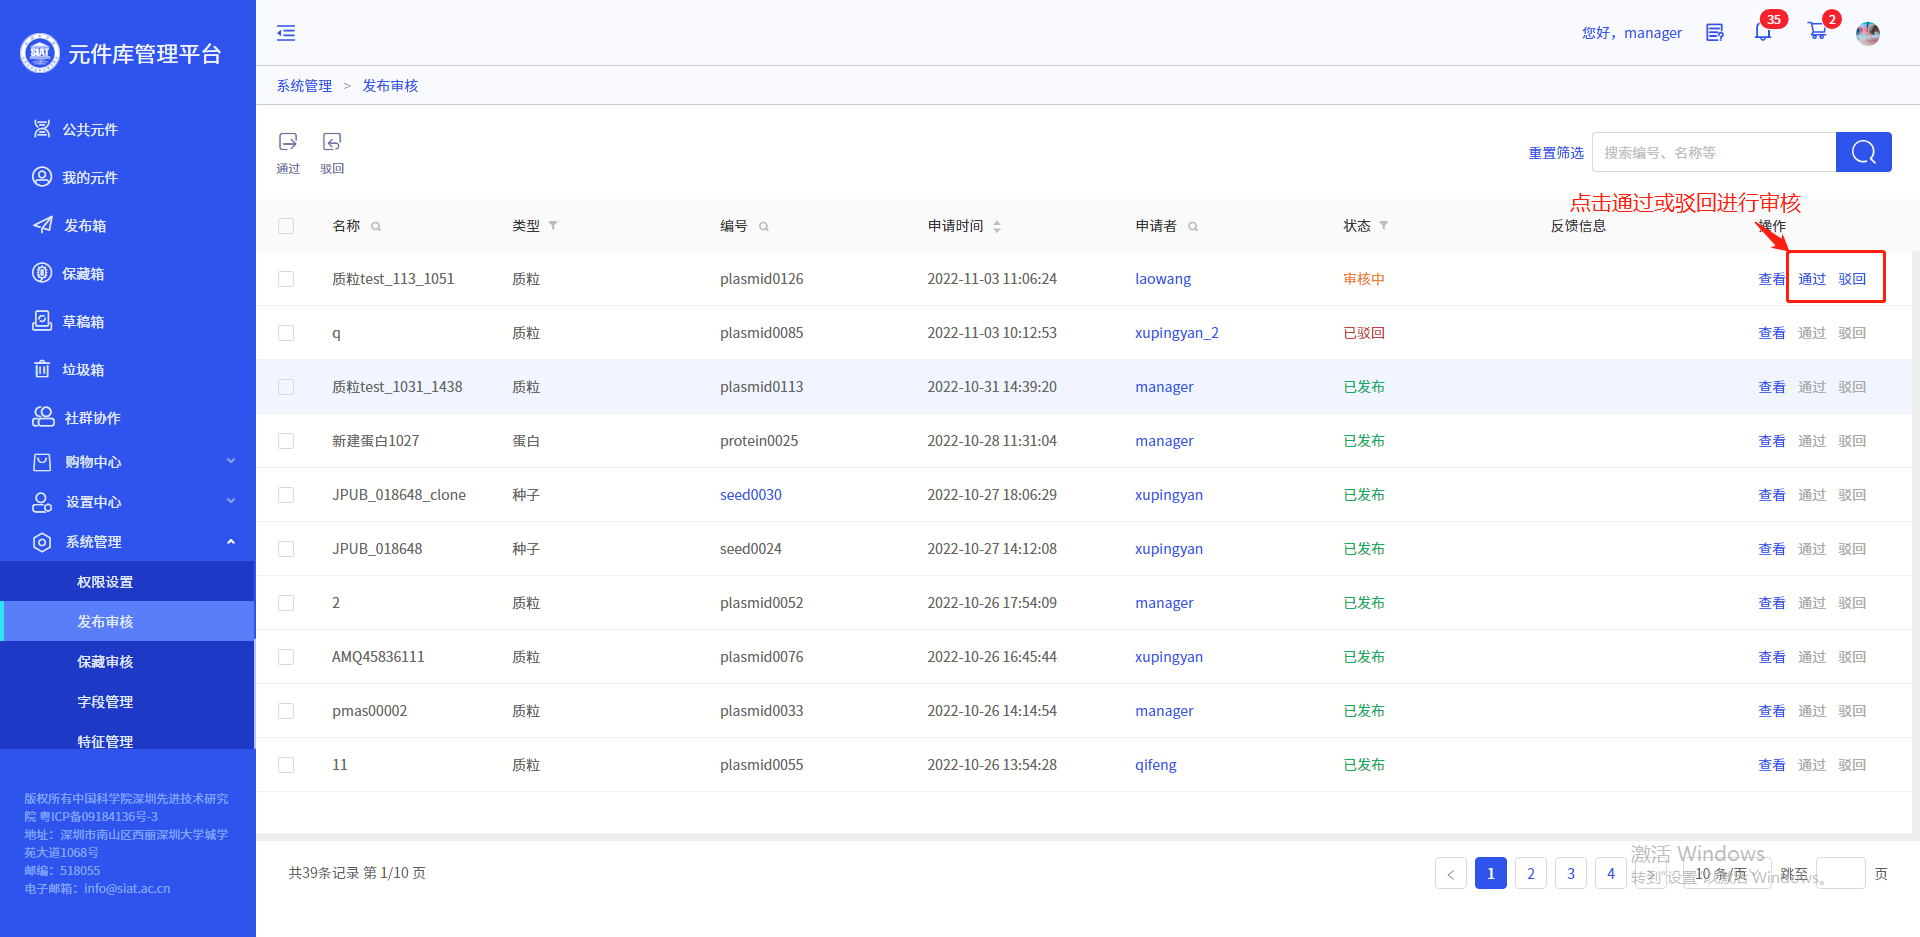 元件库管理平台
公共元件
我的元件
发布箱
保藏箱
草稿箱
垃圾箱
社群协作
购物中心
设置中心
系统管理
权限设置
发布审核
保藏审核
字段管理
特征管理
版权所有中国科学院深圳先进技术研究
院 粤ICP备09184136号-3
地址：深圳市南山区西丽深圳大学城学
苑大道1068号
邮编：518055
电子邮箱：info@siat.ac.cn
您好，manager
35
2
系统管理 > 发布审核
通过 驳回
重置筛选 搜索编号、名称等
点击通过或驳回进行审核
名称 类型 编号 申请时间 申请者 状态 反馈信息 操作
质粒test_113_1051 质粒 plasmid0126 2022-11-03 11:06:24 laowang 审核中 查看 通过 驳回
q 质粒 plasmid0085 2022-11-03 10:12:53 xupingyan_2 已驳回 查看 通过 驳回
质粒test_1031_1438 质粒 plasmid0113 2022-10-31 14:39:20 manager 已发布 查看 通过 驳回
新建蛋白1027 蛋白 protein0025 2022-10-28 11:31:04 manager 已发布 查看 通过 驳回
JPUB_018648_clone 种子 seed0030 2022-10-27 18:06:29 xupingyan 已发布 查看 通过 驳回
JPUB_018648 种子 seed0024 2022-10-27 14:12:08 xupingyan 已发布 查看 通过 驳回
2 质粒 plasmid0052 2022-10-26 17:54:09 manager 已发布 查看 通过 驳回
AMQ45836111 质粒 plasmid0076 2022-10-26 16:45:44 xupingyan 已发布 查看 通过 驳回
pmas00002 质粒 plasmid0033 2022-10-26 14:14:54 manager 已发布 查看 通过 驳回
11 质粒 plasmid0055 2022-10-26 13:54:28 qifeng 已发布 查看 通过 驳回
共39条记录 第 1/10 页
< 1 2 3 4 > 10 条/页 跳至 页
激活 Windows
转到"设置"以激活 Windows。
SIAT